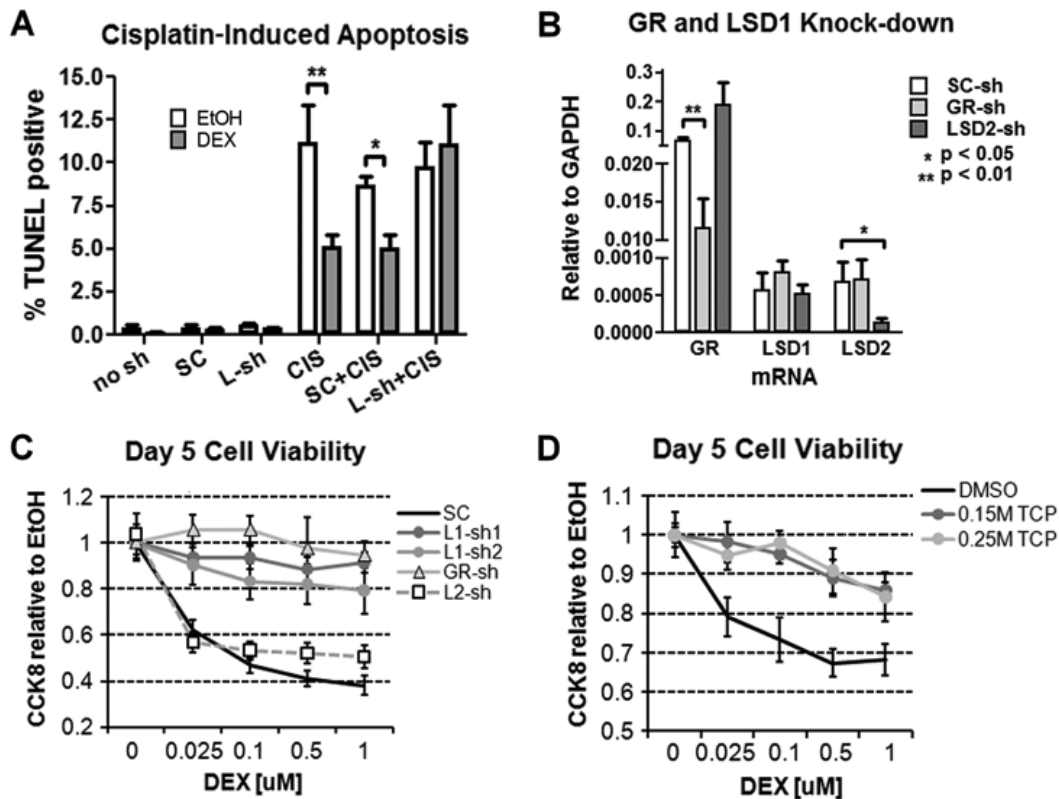 A
Cisplatin-Induced Apoptosis
% TUNEL positive
15.0
12.5
10.0
7.5
5.0
2.5
0.0
EtOH
DEX
**
*
no sh
SC
L-sh
CIS
SC+CIS
L-sh+CIS
B
GR and LSD1 Knock-down
Relative to GAPDH
0.3
0.2
0.1
0.020
0.015
0.010
0.0010
0.0005
0.0000
**
*
GR
LSD1
LSD2
mRNA
SC-sh
GR-sh
LSD2-sh
* p < 0.05
** p < 0.01
C
Day 5 Cell Viability
CCK8 relative to EtOH
1.2
1
0.8
0.6
0.4
0.2
0
0.025
0.1
0.5
1
DEX [uM]
SC
L1-sh1
L1-sh2
GR-sh
L2-sh
D
Day 5 Cell Viability
CCK8 relative to EtOH
1.1
1
0.9
0.8
0.7
0.6
0.5
0
0.025
0.1
0.5
1
DEX [uM]
DMSO
0.15M TCP
0.25M TCP